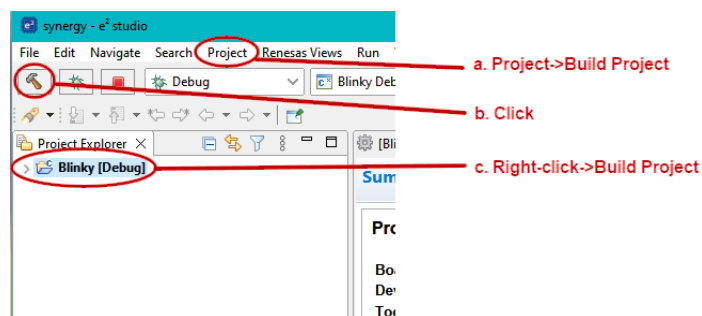 synergy - e² studio
File Edit Navigate Search Project Renesas Views Run
a. Project->Build Project
Debug
Blinky Deb
b. Click
Project Explorer
[Bli
c. Right-click->Build Project
Blinky [Debug]
Sum
Pro
Boa
Dev
Too